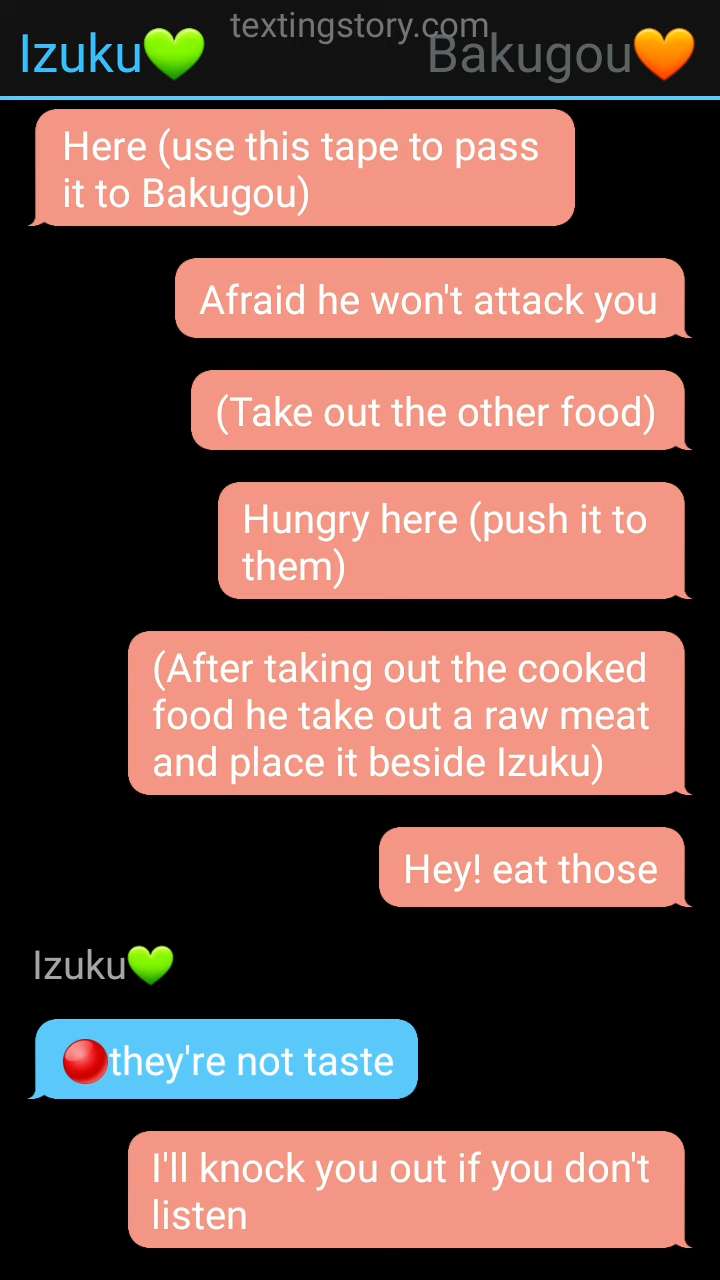 textingstory.com
Izuku💚 Bakugou🧡
Here (use this tape to pass
it to Bakugou)
Afraid he won't attack you
(Take out the other food)
Hungry here (push it to
them)
(After taking out the cooked
food he take out a raw meat
and place it beside Izuku)
Hey! eat those
Izuku💚
🔴they're not taste
I'll knock you out if you don't
listen